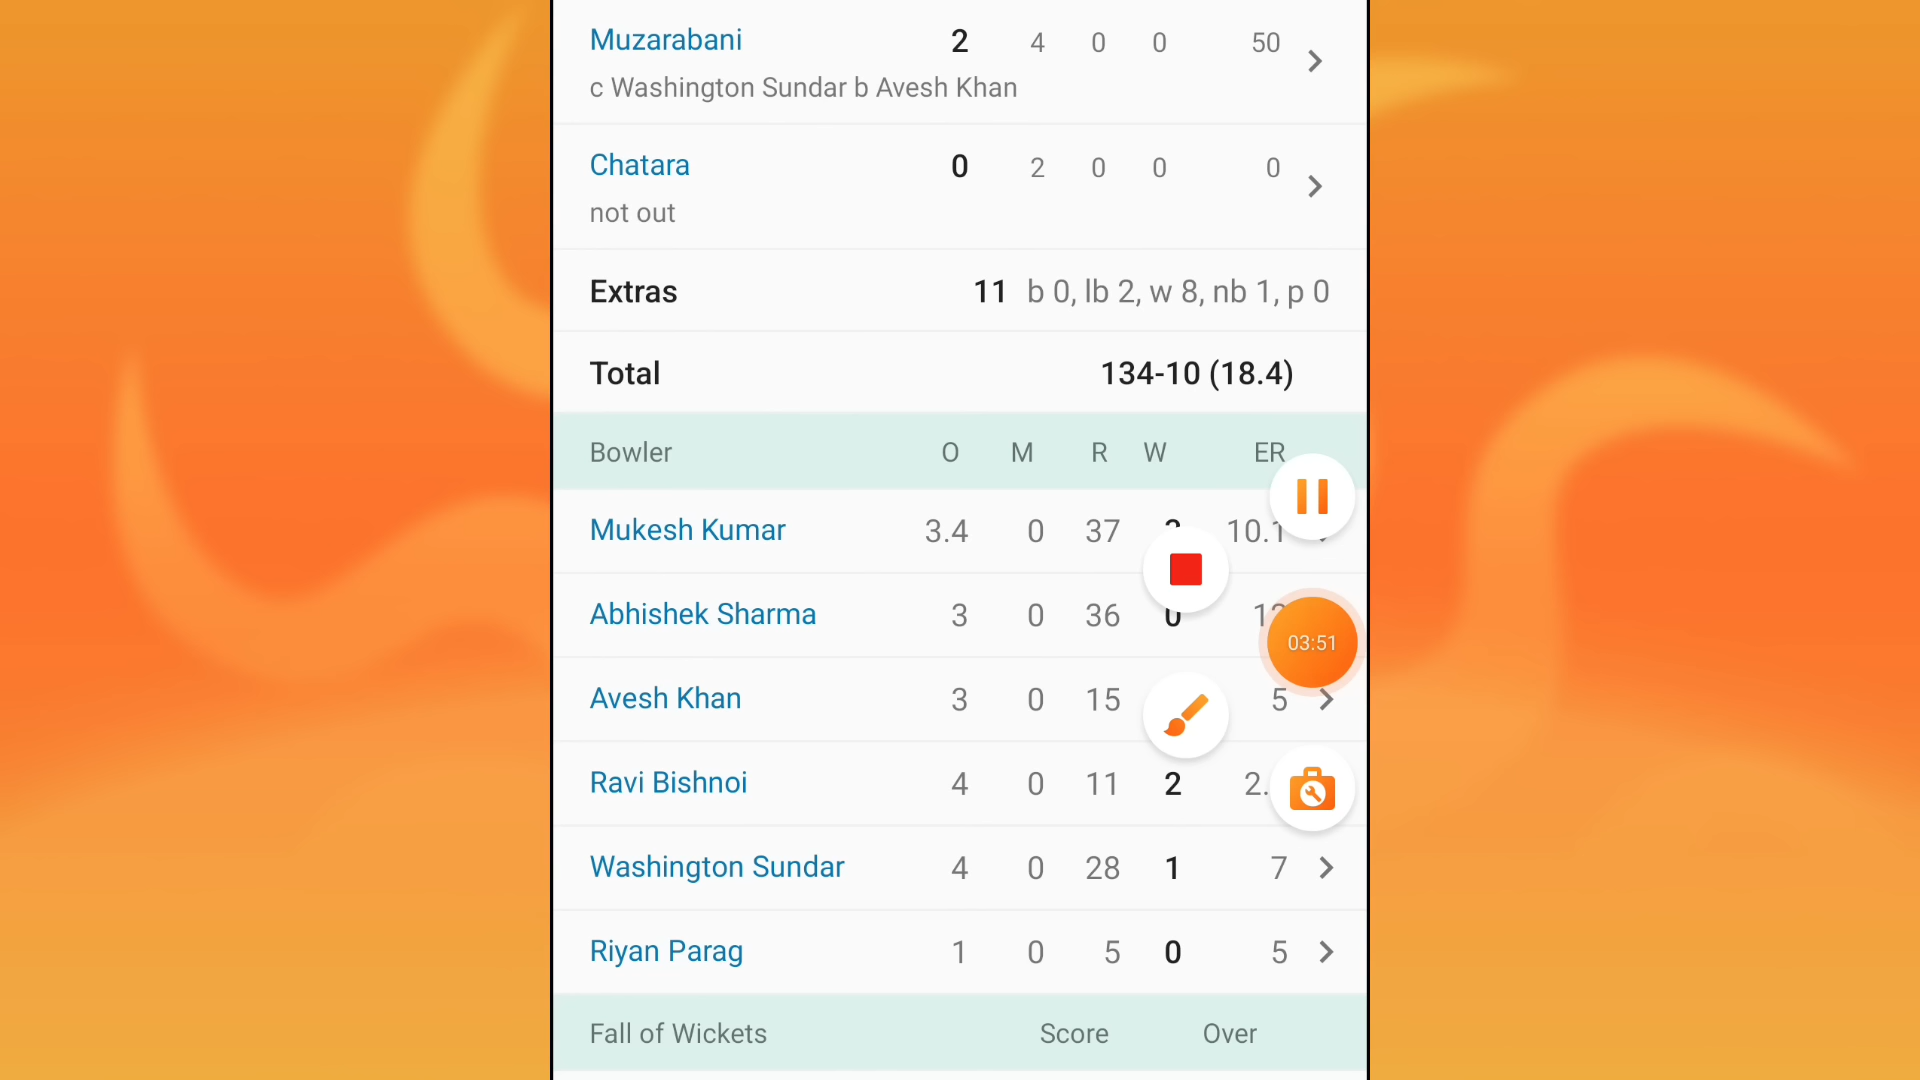 Muzarabani 2 4 0 0 50
c Washington Sundar b Avesh Khan
Chatara 0 2 0 0 0
not out
Extras 11 b 0, lb 2, w 8, nb 1, p 0
Total 134-10 (18.4)
Bowler O M R W ER
Mukesh Kumar 3.4 0 37 10.1
Abhishek Sharma 3 0 36 0
03:51
Avesh Khan 3 0 15 5
Ravi Bishnoi 4 0 11 2 2.
Washington Sundar 4 0 28 1 7
Riyan Parag 1 0 5 0 5
Fall of Wickets Score Over